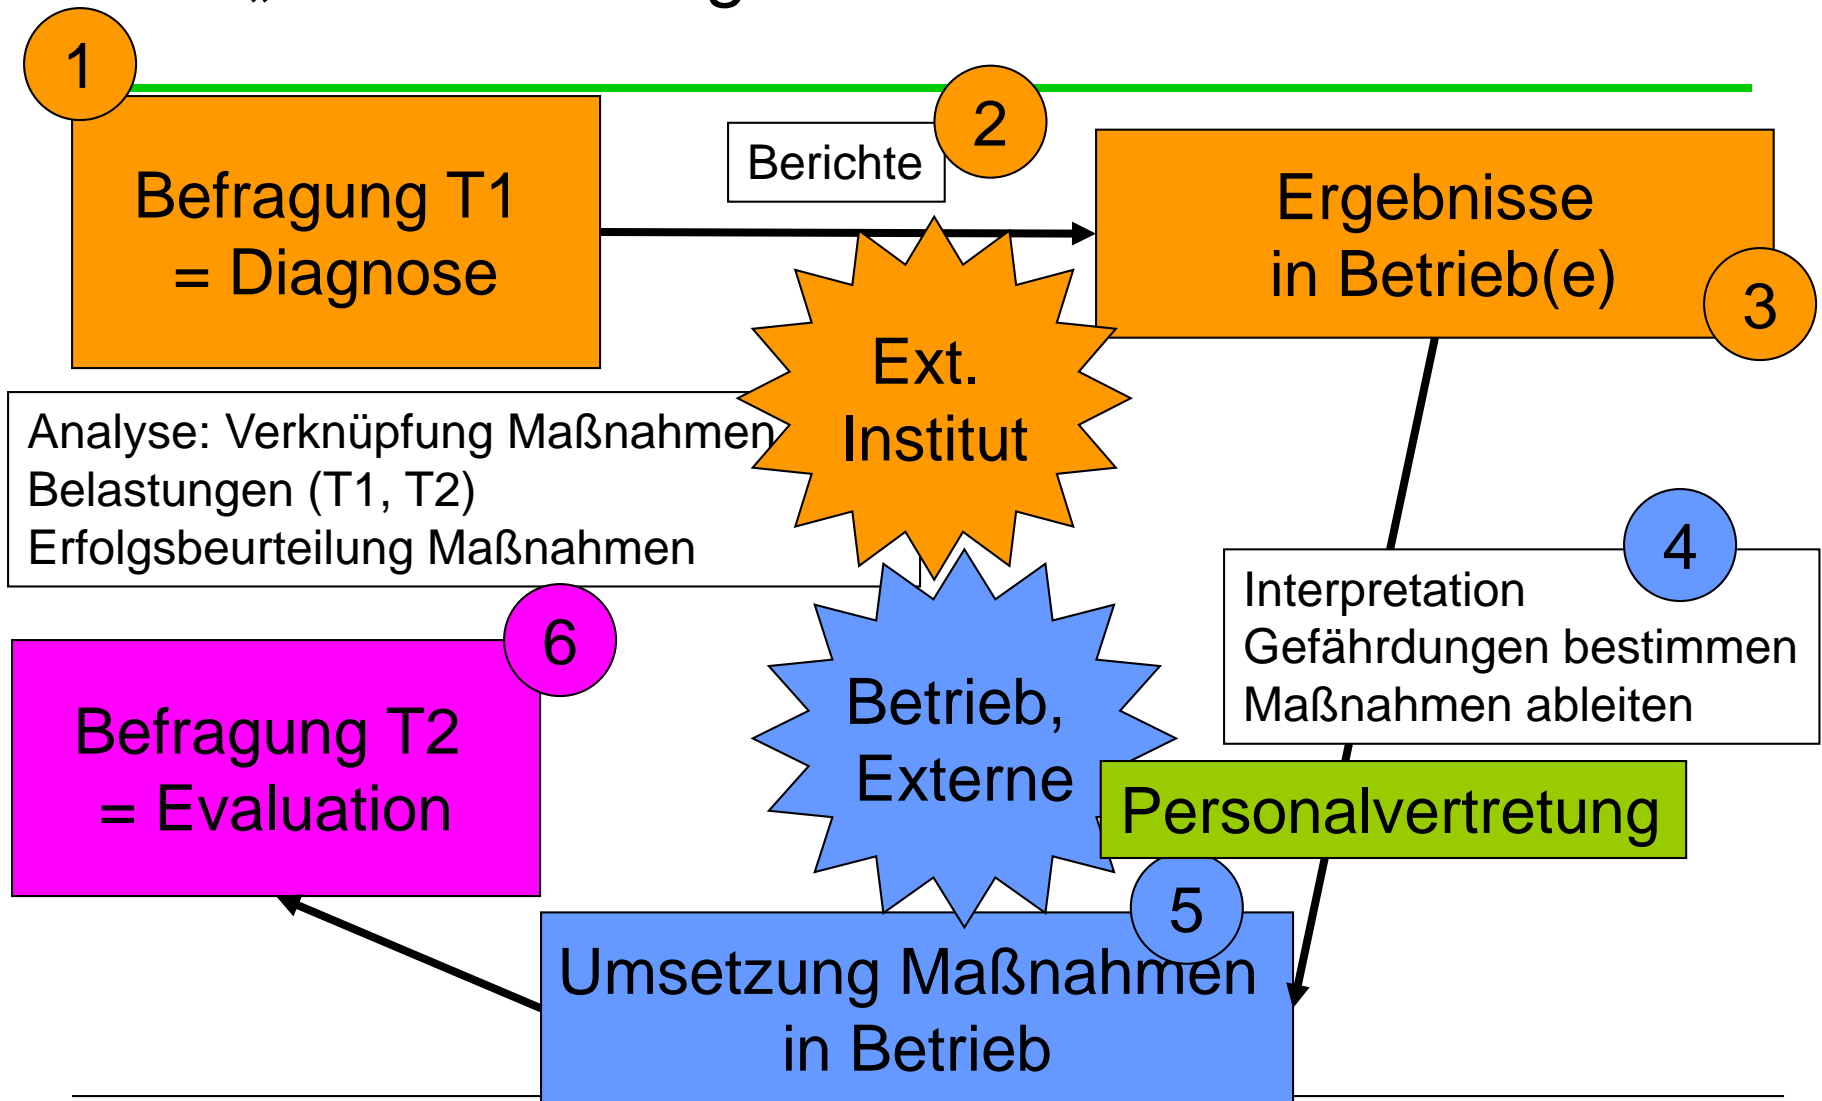 1
Befragung T1
= Diagnose
Berichte
2
Ergebnisse
in Betrieb(e)
3
Ext.
Institut
Analyse: Verknüpfung Maßnahmen
Belastungen (T1, T2)
Erfolgsbeurteilung Maßnahmen
4
Interpretation
Gefährdungen bestimmen
Maßnahmen ableiten
6
Befragung T2
= Evaluation
Betrieb,
Externe
Personalvertretung
5
Umsetzung Maßnahmen
in Betrieb